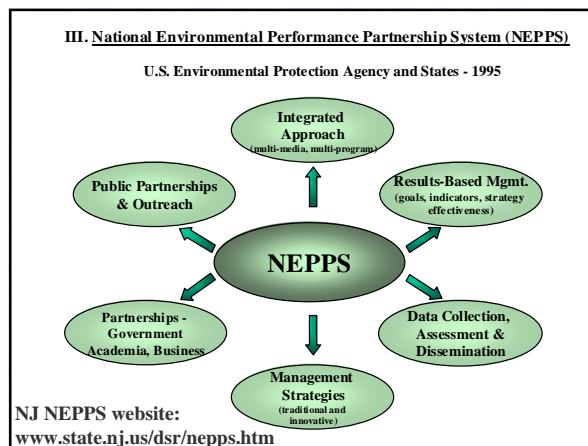 III. National Environmental Performance Partnership System (NEPPS)
U.S. Environmental Protection Agency and States - 1995
Integrated
Approach
(multi-media, multi-program)
Public Partnerships
& Outreach
Results-Based Mgmt.
(goals, indicators, strategy
effectiveness)
NEPPS
Partnerships -
Government
Academia, Business
Data Collection,
Assessment &
Dissemination
Management
Strategies
(traditional and
innovative)
NJ NEPPS website:
www.state.nj.us/dsr/nepps.htm